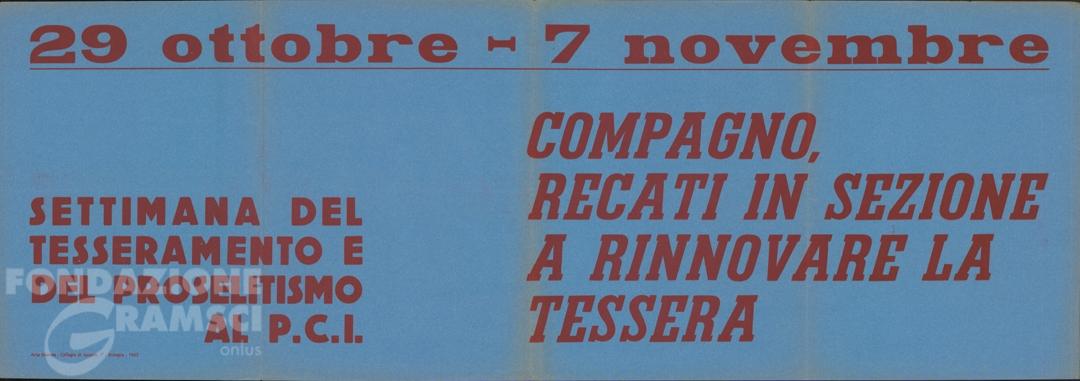 29 ottobre - 7 novembre
SETTIMANA DEL
TESSERAMENTO E
DEL PROSELITISMO
AL P.C.I.
COMPAGNO,
RECATI IN SEZIONE
A RINNOVARE LA
TESSERA
FONDAZIONE
GRAMSCI
onlus